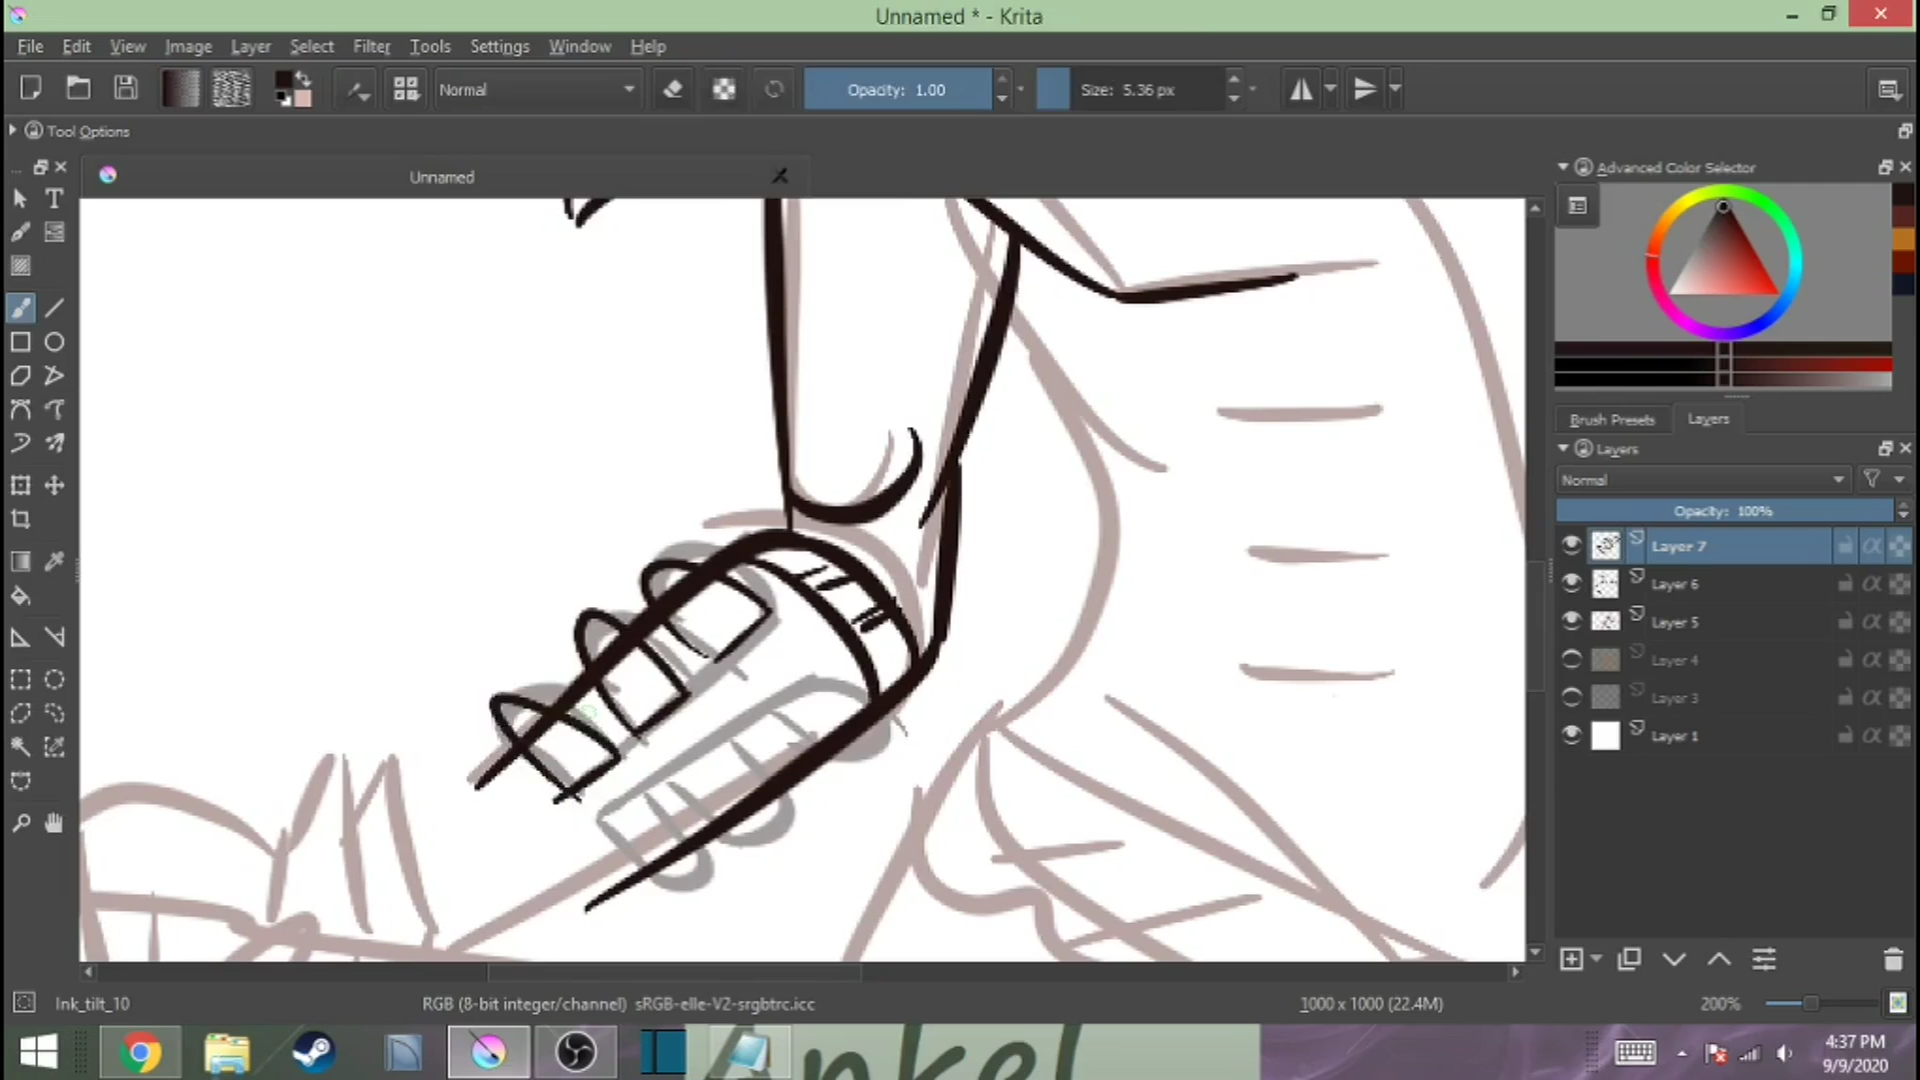 Unnamed * - Krita
File Edit View Image Layer Select Filter Tools Settings Window Help
Normal Opacity: 1.00 Size: 5.36 px
Tool Options
Unnamed
Advanced Color Selector
Brush Presets Layers
Layers
Normal
Opacity: 100%
Layer 7
Layer 6
Layer 5
Layer 4
Layer 3
Layer 1
Ink_tilt_10 RGB (8-bit integer/channel) sRGB-elle-V2-srgbtrc.icc 1000 x 1000 (22.4M) 200%
4:37 PM
9/9/2020